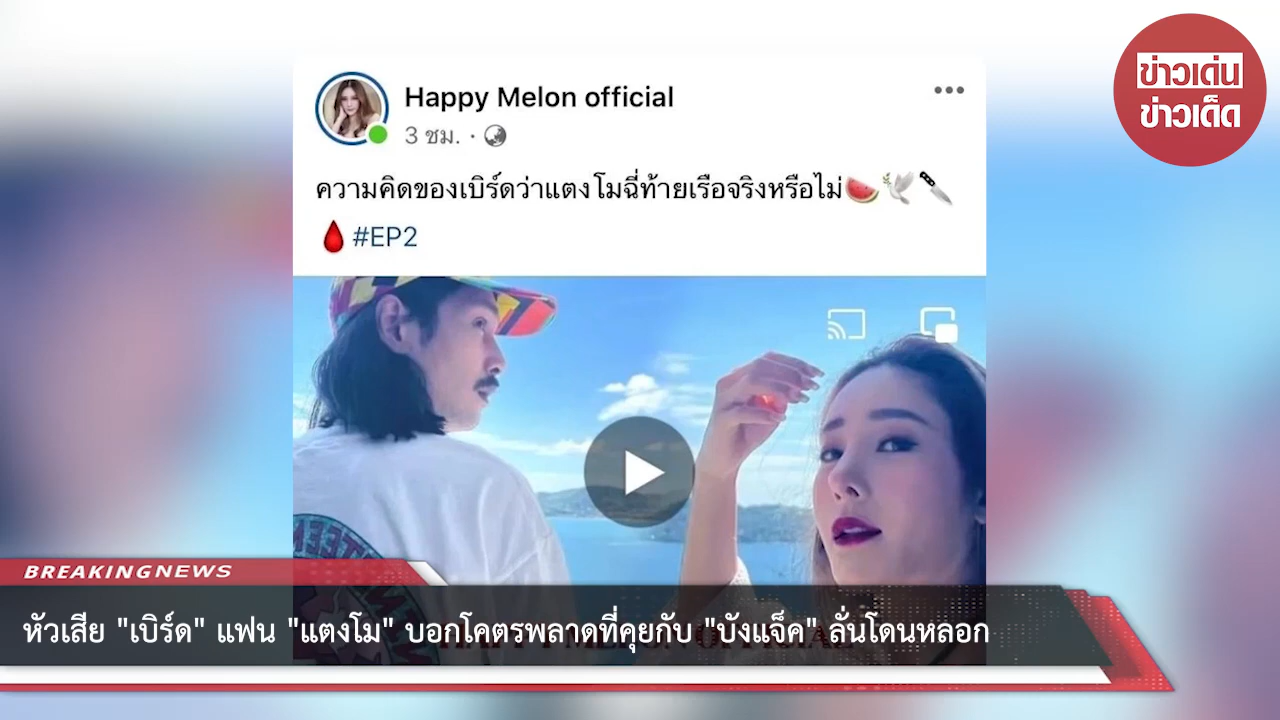 ข่าวเด่น
ข่าวเด็ด
Happy Melon official
3 ชม.
ความคิดของเบิร์ดว่าแตงโมฉี่ท้ายเรือจริงหรือไม่🍉🕊️🔪
🩸 #EP2
BREAKINGNEWS
หัวเสีย "เบิร์ด" แฟน "แตงโม" บอกโคตรพลาดที่คุยกับ "บังแจ็ค" ลั่นโดนหลอก
HAPPY MELON OFFICIAL